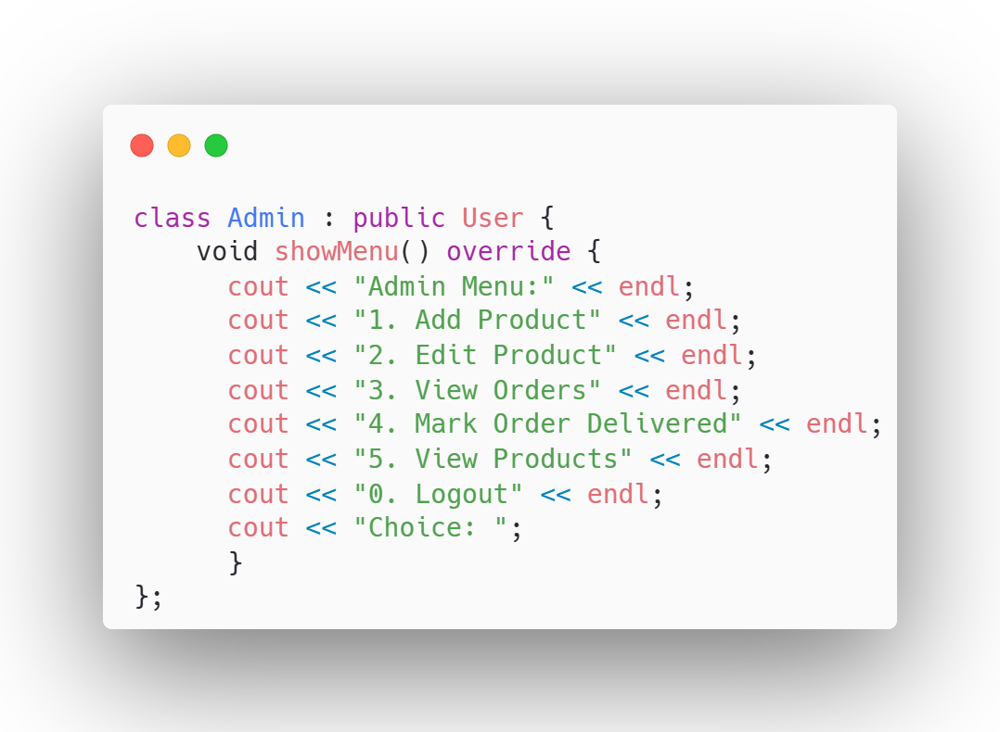 class Admin : public User {
    void showMenu() override {
      cout << "Admin Menu:" << endl;
      cout << "1. Add Product" << endl;
      cout << "2. Edit Product" << endl;
      cout << "3. View Orders" << endl;
      cout << "4. Mark Order Delivered" << endl;
      cout << "5. View Products" << endl;
      cout << "0. Logout" << endl;
      cout << "Choice: ";
      }
};